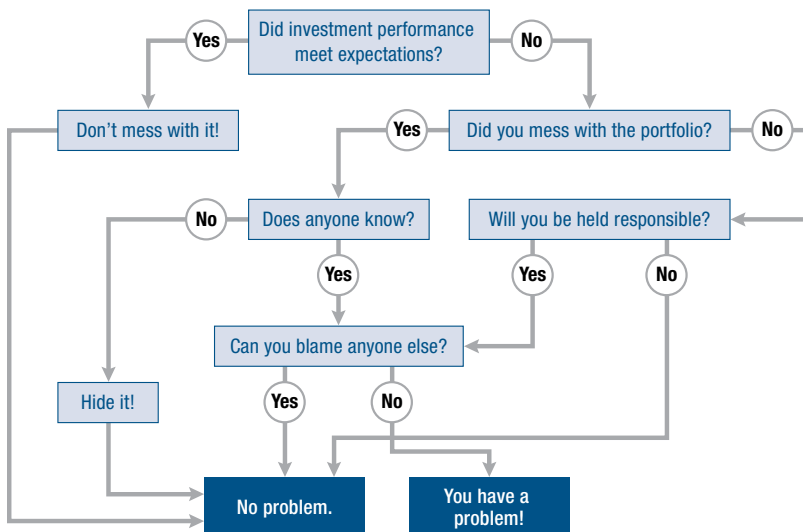 Did investment performance
meet expectations?
Yes
No
Don't mess with it!
Yes
Did you mess with the portfolio?
No
No
Does anyone know?
Will you be held responsible?
Yes
Yes
No
Can you blame anyone else?
Hide it!
Yes
No
No problem.
You have a
problem!